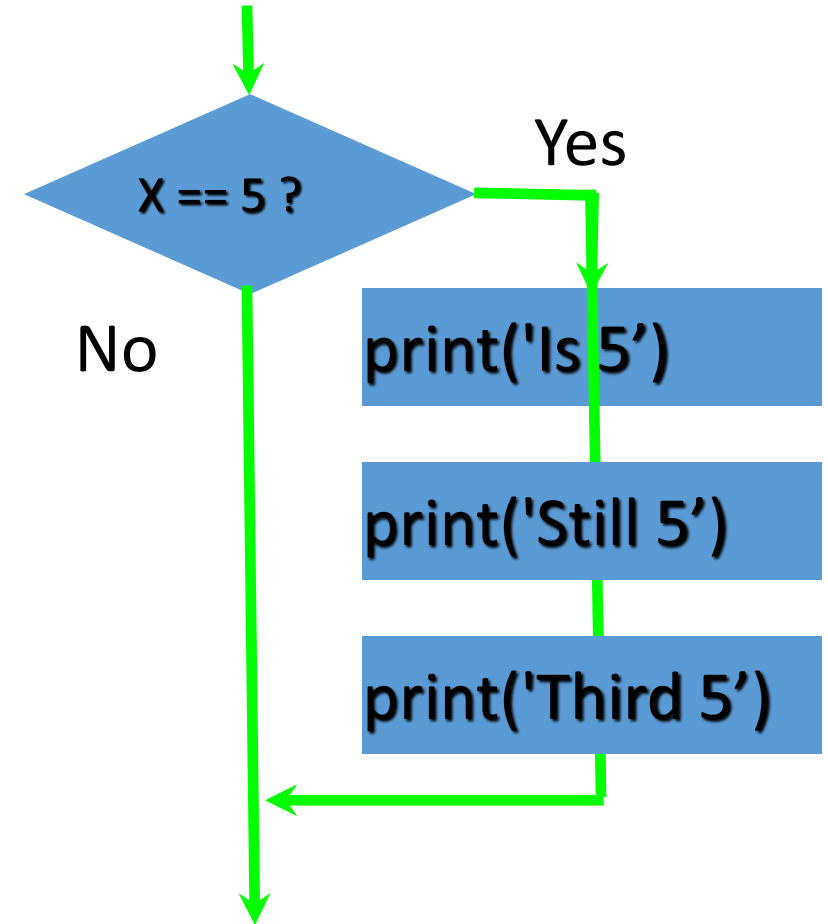 X == 5 ?
Yes
No
print('Is 5’)
print('Still 5’)
print('Third 5’)